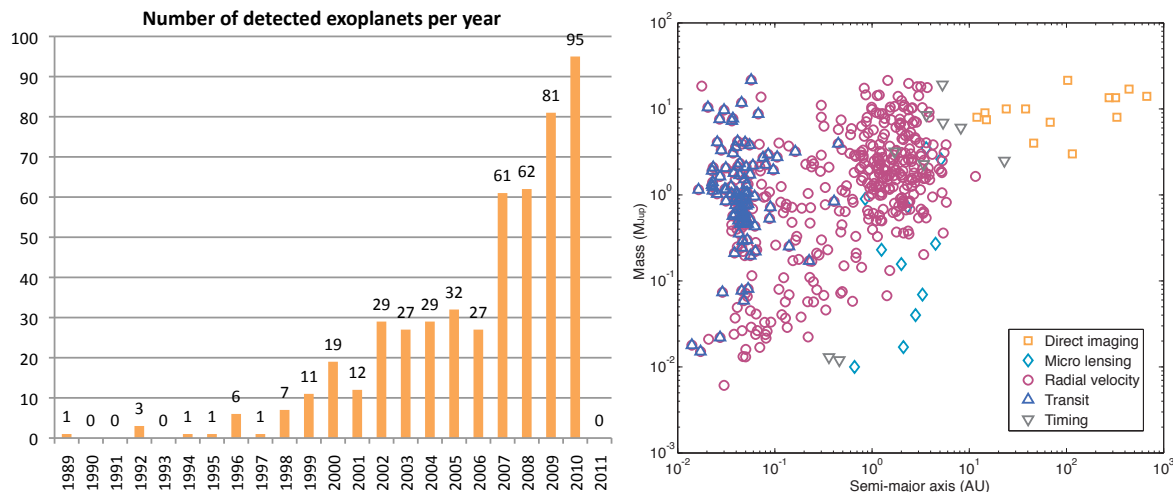 Number of detected exoplanets per year
100
90
80
70
60
50
40
30
20
10
0
1 0 0 3 0 1 1 6 1 7 11 19 12 29 27 29 32 27 61 62 81 95 0
1989 1990 1991 1992 1993 1994 1995 1996 1997 1998 1999 2000 2001 2002 2003 2004 2005 2006 2007 2008 2009 2010 2011
Mass (MJup)
10^2
10^1
10^0
10^-1
10^-2
10^-3
Direct imaging
Micro lensing
Radial velocity
Transit
Timing
10^-2 10^-1 10^0 10^1 10^2 10^3
Semi-major axis (AU)